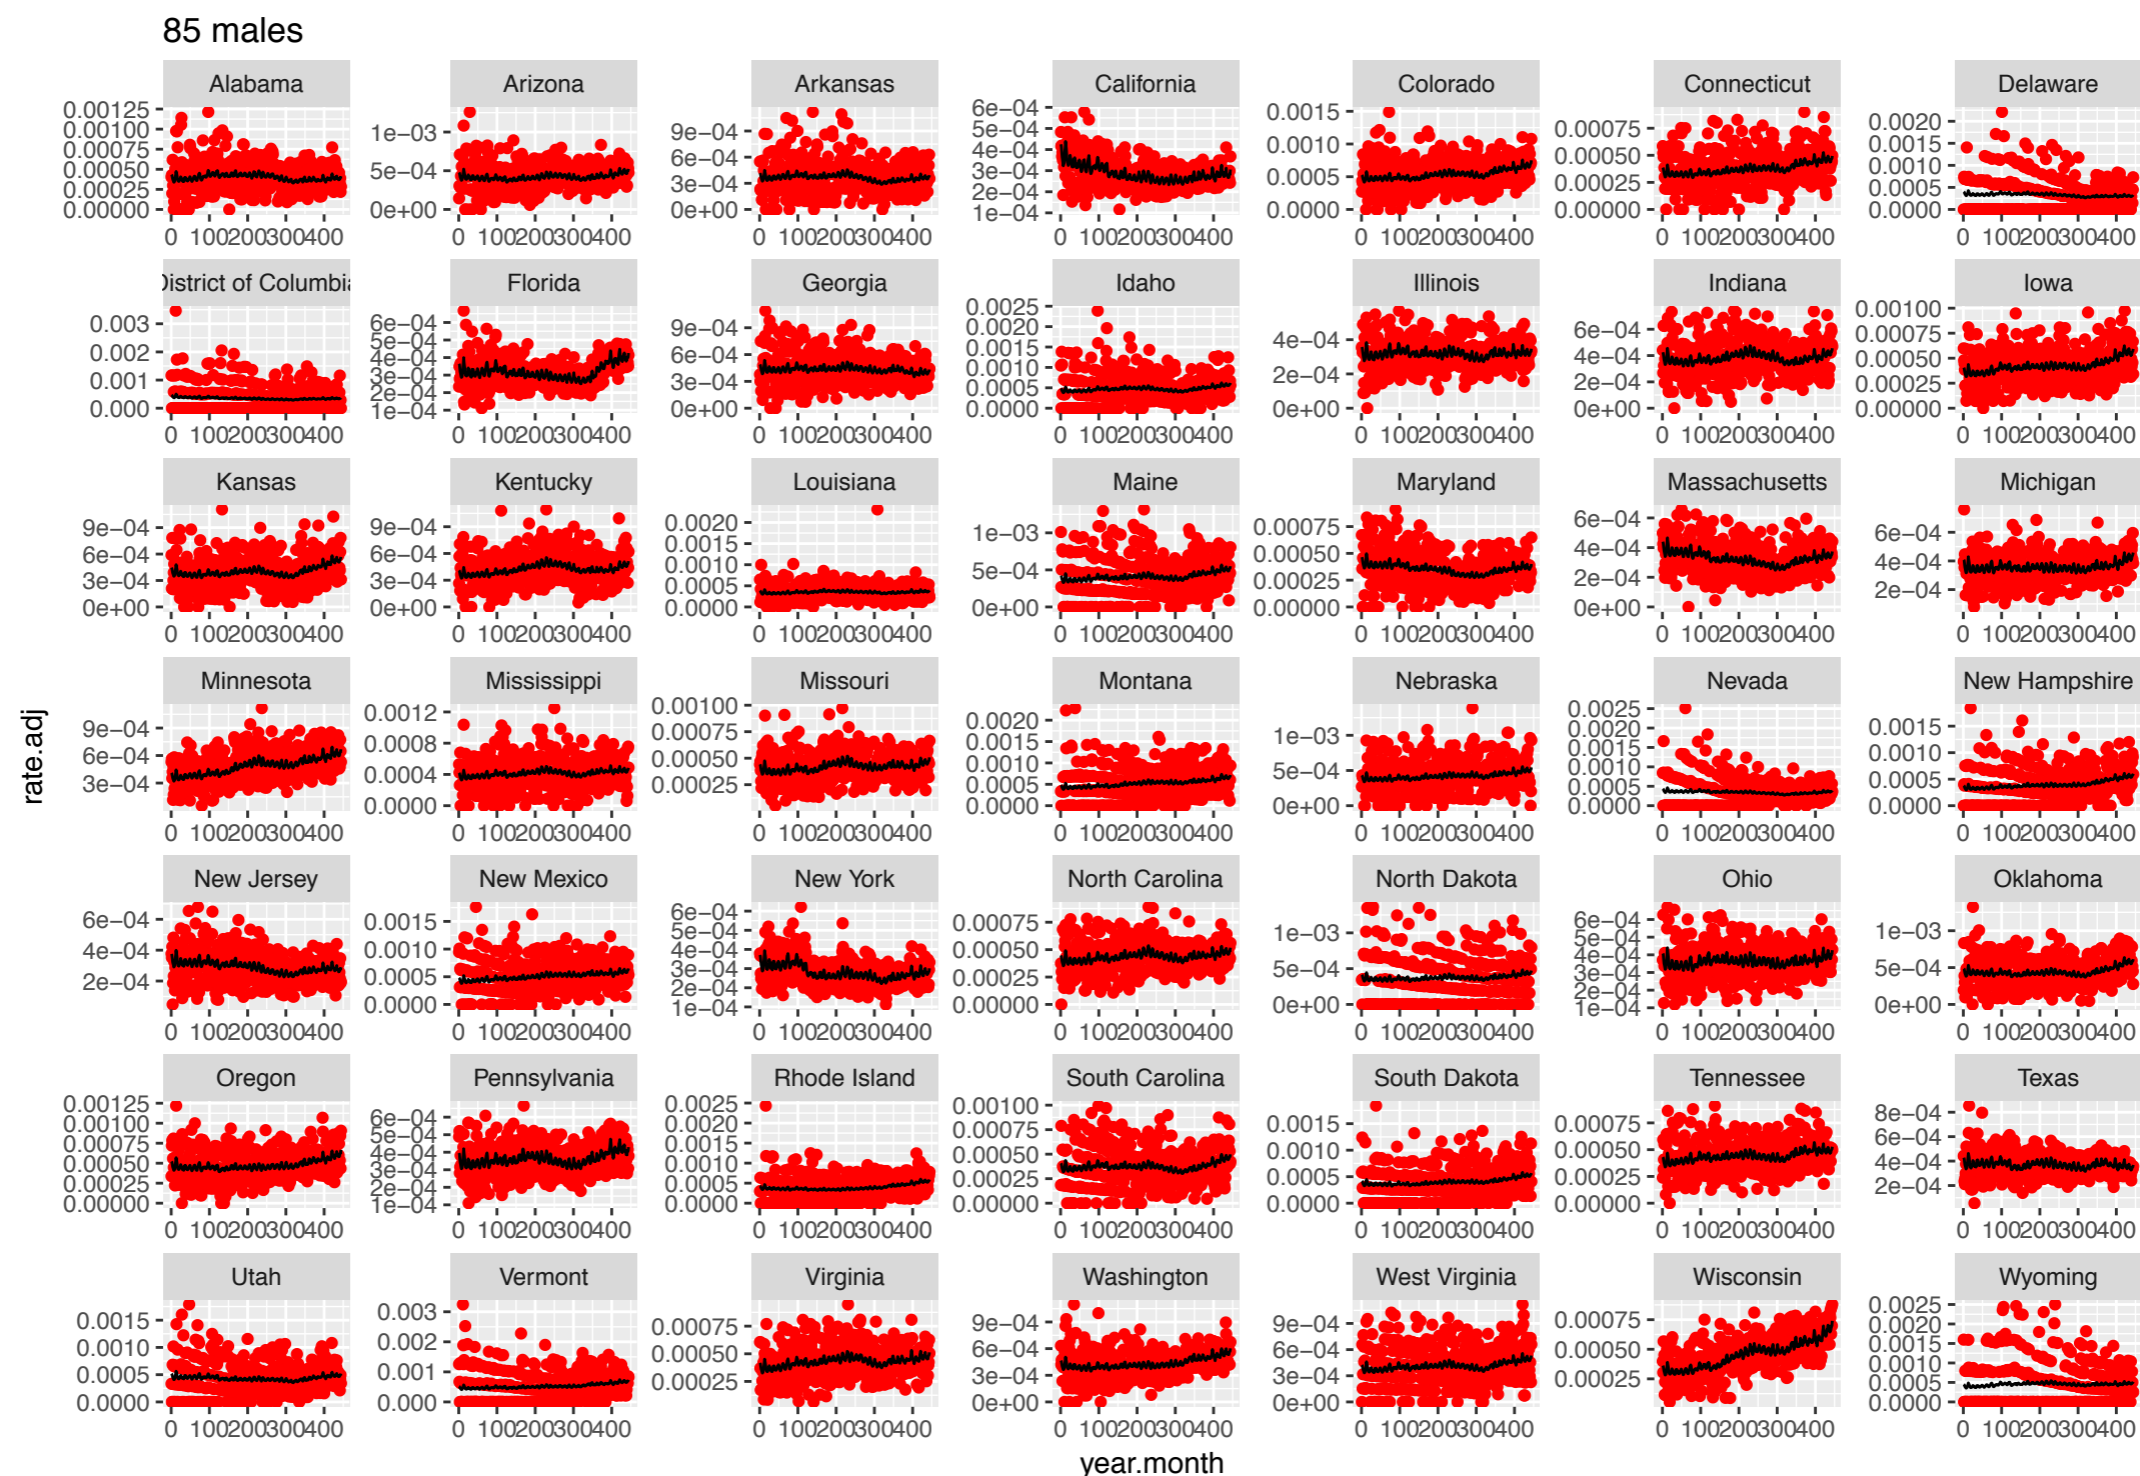 85 males
Alabama Arizona Arkansas California Colorado Connecticut Delaware
0.00125 0.00100 0.00075 0.00050 0.00025 0.00000
1e−03 5e−04 0e+00
9e−04 6e−04 3e−04 0e+00
6e−04 5e−04 4e−04 3e−04 2e−04 1e−04
0.0015 0.0010 0.0005 0.0000
0.00075 0.00050 0.00025 0.00000
0.0020 0.0015 0.0010 0.0005 0.0000
0 100200300400 0 100200300400 0 100200300400 0 100200300400 0 100200300400 0 100200300400 0 100200300400
District of Columbia Florida Georgia Idaho Illinois Indiana Iowa
0.003 0.002 0.001 0.000
6e−04 5e−04 4e−04 3e−04 2e−04 1e−04
9e−04 6e−04 3e−04 0e+00
0.0025 0.0020 0.0015 0.0010 0.0005 0.0000
4e−04 2e−04 0e+00
6e−04 4e−04 2e−04 0e+00
0.00100 0.00075 0.00050 0.00025 0.00000
0 100200300400 0 100200300400 0 100200300400 0 100200300400 0 100200300400 0 100200300400 0 100200300400
Kansas Kentucky Louisiana Maine Maryland Massachusetts Michigan
9e−04 6e−04 3e−04 0e+00
9e−04 6e−04 3e−04 0e+00
0.0020 0.0015 0.0010 0.0005 0.0000
1e−03 5e−04 0e+00
0.00075 0.00050 0.00025 0.00000
6e−04 4e−04 2e−04 0e+00
6e−04 4e−04 2e−04
0 100200300400 0 100200300400 0 100200300400 0 100200300400 0 100200300400 0 100200300400 0 100200300400
rate.adj
Minnesota Mississippi Missouri Montana Nebraska Nevada New Hampshire
9e−04 6e−04 3e−04
0.0012 0.0008 0.0004 0.0000
0.00100 0.00075 0.00050 0.00025
0.0020 0.0015 0.0010 0.0005 0.0000
1e−03 5e−04 0e+00
0.0025 0.0020 0.0015 0.0010 0.0005 0.0000
0.0015 0.0010 0.0005 0.0000
0 100200300400 0 100200300400 0 100200300400 0 100200300400 0 100200300400 0 100200300400 0 100200300400
New Jersey New Mexico New York North Carolina North Dakota Ohio Oklahoma
6e−04 4e−04 2e−04
0.0015 0.0010 0.0005 0.0000
6e−04 5e−04 4e−04 3e−04 2e−04 1e−04
0.00075 0.00050 0.00025 0.00000
1e−03 5e−04 0e+00
6e−04 5e−04 4e−04 3e−04 2e−04 1e−04
1e−03 5e−04 0e+00
0 100200300400 0 100200300400 0 100200300400 0 100200300400 0 100200300400 0 100200300400 0 100200300400
Oregon Pennsylvania Rhode Island South Carolina South Dakota Tennessee Texas
0.00125 0.00100 0.00075 0.00050 0.00025 0.00000
6e−04 5e−04 4e−04 3e−04 2e−04 1e−04
0.0025 0.0020 0.0015 0.0010 0.0005 0.0000
0.00100 0.00075 0.00050 0.00025 0.00000
0.0015 0.0010 0.0005 0.0000
0.00075 0.00050 0.00025 0.00000
8e−04 6e−04 4e−04 2e−04
0 100200300400 0 100200300400 0 100200300400 0 100200300400 0 100200300400 0 100200300400 0 100200300400
Utah Vermont Virginia Washington West Virginia Wisconsin Wyoming
0.0015 0.0010 0.0005 0.0000
0.003 0.002 0.001 0.000
0.00075 0.00050 0.00025
9e−04 6e−04 3e−04 0e+00
9e−04 6e−04 3e−04 0e+00
0.00075 0.00050 0.00025
0.0025 0.0020 0.0015 0.0010 0.0005 0.0000
0 100200300400 0 100200300400 0 100200300400 0 100200300400 0 100200300400 0 100200300400 0 100200300400
year.month